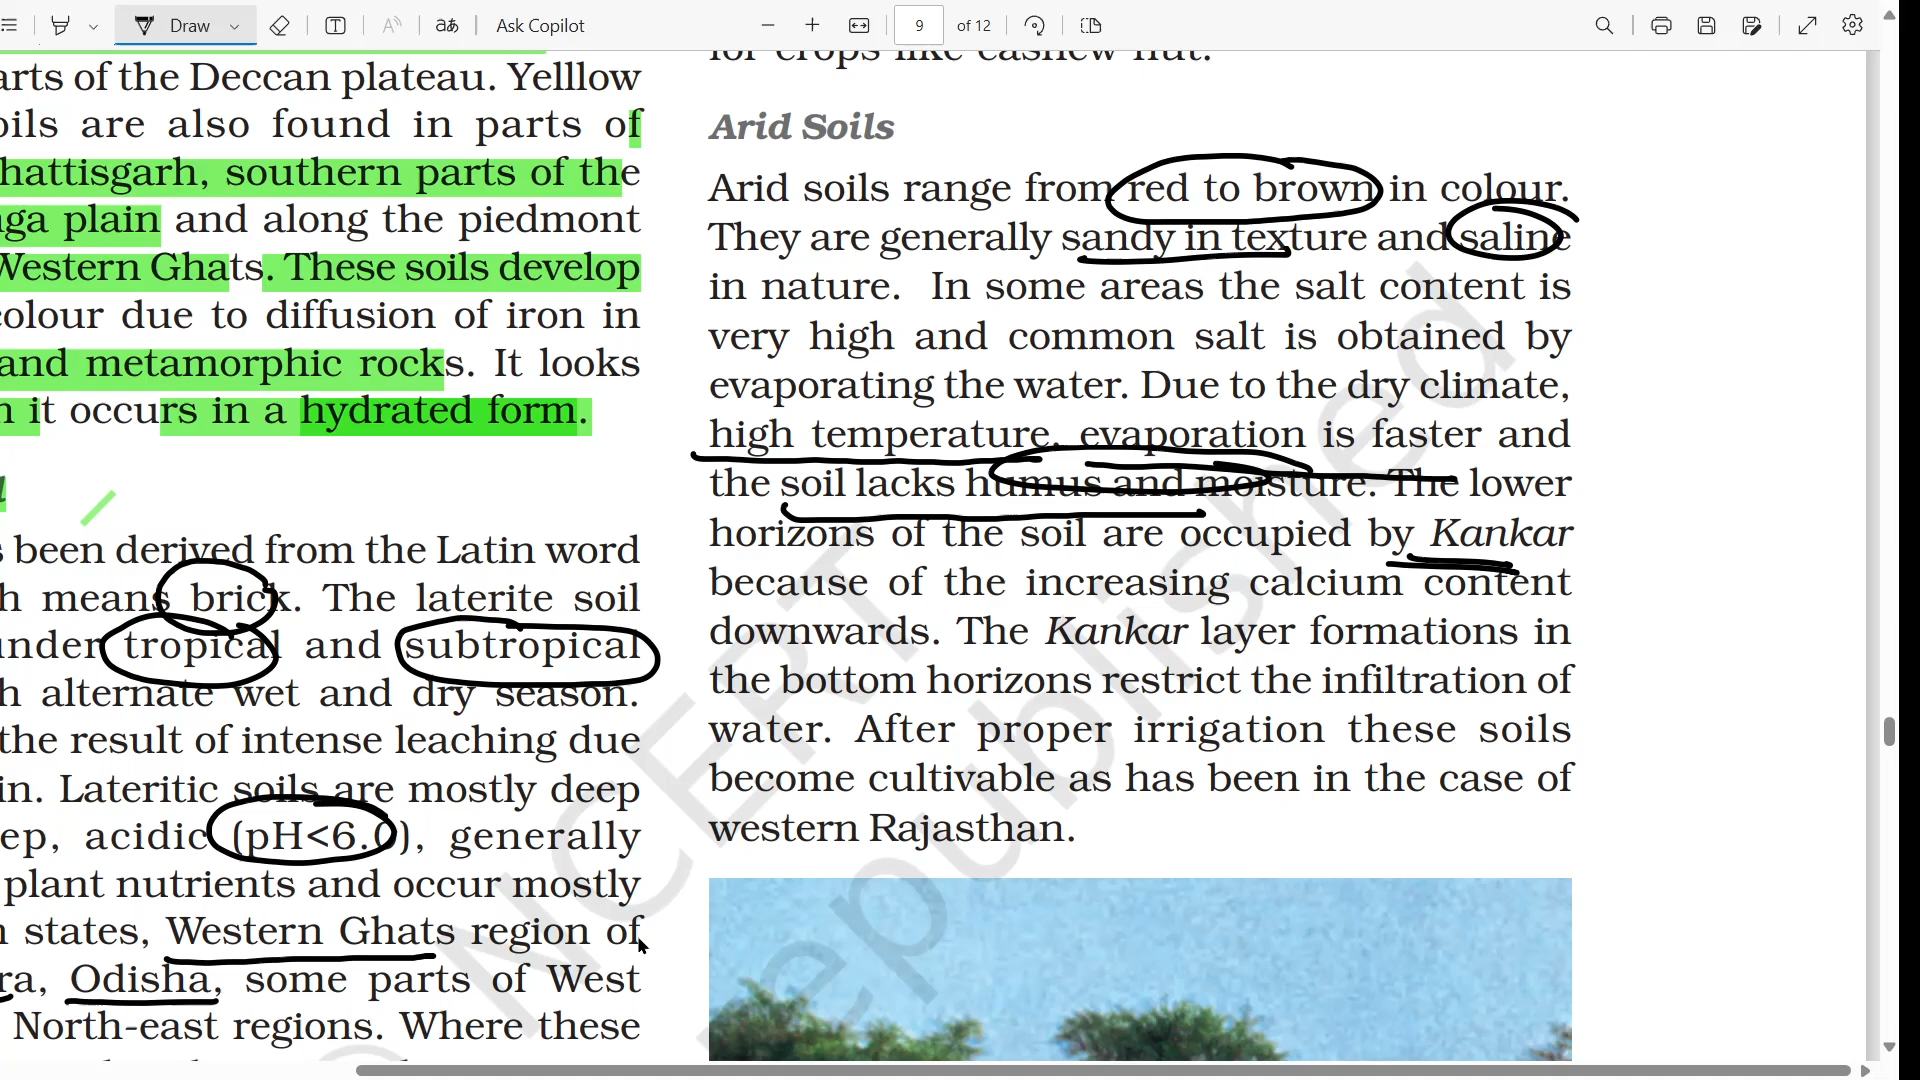 Draw
Ask Copilot
9 of 12
arts of the Deccan plateau. Yelllow
oils are also found in parts of
hattisgarh, southern parts of the
nga plain and along the piedmont
Western Ghats. These soils develop
colour due to diffusion of iron in
and metamorphic rocks. It looks
it occurs in a hydrated form.
been derived from the Latin word
h means brick. The laterite soil
under tropical and subtropical
h alternate wet and dry season.
the result of intense leaching due
in. Lateritic soils are mostly deep
ep, acidic (pH<6.0), generally
plant nutrients and occur mostly
states, Western Ghats region of
ra, Odisha, some parts of West
North-east regions. Where these
for crops like cashew nut.
Arid Soils
Arid soils range from red to brown in colour.
They are generally sandy in texture and saline
in nature. In some areas the salt content is
very high and common salt is obtained by
evaporating the water. Due to the dry climate,
high temperature, evaporation is faster and
the soil lacks humus and moisture. The lower
horizons of the soil are occupied by Kankar
because of the increasing calcium content
downwards. The Kankar layer formations in
the bottom horizons restrict the infiltration of
water. After proper irrigation these soils
become cultivable as has been in the case of
western Rajasthan.
NCERT
republished